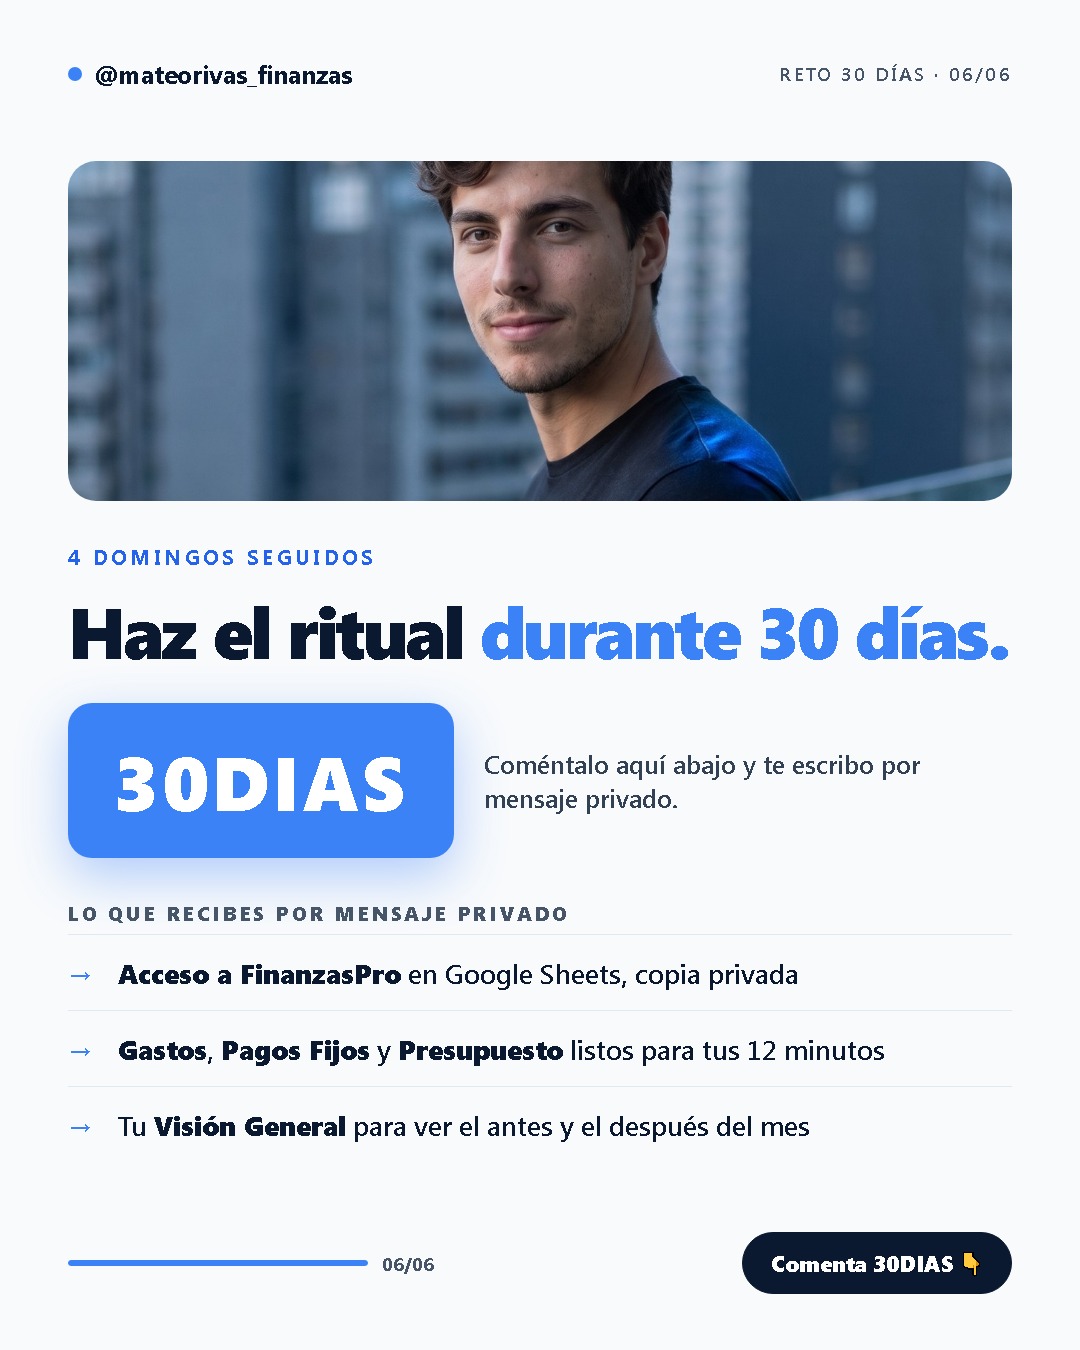 @mateorivas_finanzas
RETO 30 DÍAS · 06/06
4 DOMINGOS SEGUIDOS
Haz el ritual durante 30 días.
30DIAS
Coméntalo aquí abajo y te escribo por
mensaje privado.
LO QUE RECIBES POR MENSAJE PRIVADO
→ Acceso a FinanzasPro en Google Sheets, copia privada
→ Gastos, Pagos Fijos y Presupuesto listos para tus 12 minutos
→ Tu Visión General para ver el antes y el después del mes
06/06
Comenta 30DIAS 👇